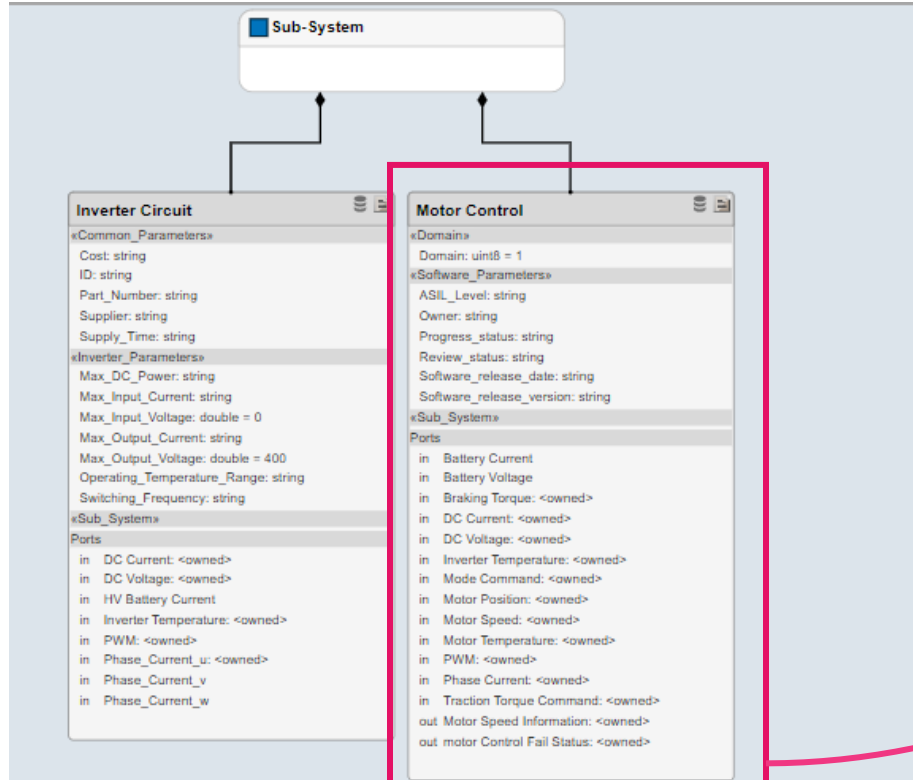 Sub-System
Inverter Circuit
«Common_Parameters»
Cost: string
ID: string
Part_Number: string
Supplier: string
Supply_Time: string
«Inverter_Parameters»
Max_DC_Power: string
Max_Input_Current: string
Max_Input_Voltage: double = 0
Max_Output_Current: string
Max_Output_Voltage: double = 400
Operating_Temperature_Range: string
Switching_Frequency: string
«Sub_System»
Ports
in DC Current: <owned>
in DC Voltage: <owned>
in HV Battery Current
in Inverter Temperature: <owned>
in PWM: <owned>
in Phase_Current_u: <owned>
in Phase_Current_v
in Phase_Current_w
Motor Control
«Domain»
Domain: uint8 = 1
«Software_Parameters»
ASIL_Level: string
Owner: string
Progress_status: string
Review_status: string
Software_release_date: string
Software_release_version: string
«Sub_System»
Ports
in Battery Current
in Battery Voltage
in Braking Torque: <owned>
in DC Current: <owned>
in DC Voltage: <owned>
in Inverter Temperature: <owned>
in Mode Command: <owned>
in Motor Position: <owned>
in Motor Speed: <owned>
in Motor Temperature: <owned>
in PWM: <owned>
in Phase Current: <owned>
in Traction Torque Command: <owned>
out Motor Speed Information: <owned>
out motor Control Fail Status: <owned>